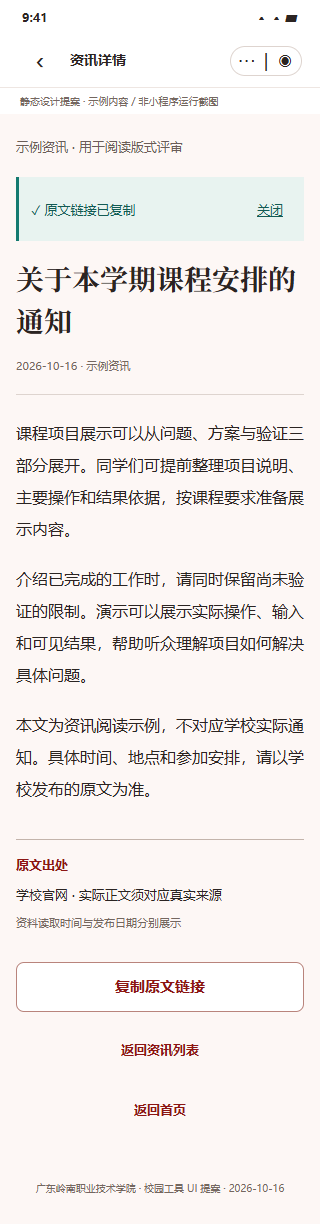 9:41
资讯详情
静态设计提案 · 示例内容 / 非小程序运行截图
示例资讯 · 用于阅读版式评审
✓ 原文链接已复制
关闭
关于本学期课程安排的
通知
2026-10-16 · 示例资讯
课程项目展示可以从问题、方案与验证三
部分展开。同学们可提前整理项目说明、
主要操作和结果依据，按课程要求准备展
示内容。
介绍已完成的工作时，请同时保留尚未验
证的限制。演示可以展示实际操作、输入
和可见结果，帮助听众理解项目如何解决
具体问题。
本文为资讯阅读示例，不对应学校实际通
知。具体时间、地点和参加安排，请以学
校发布的原文为准。
原文出处
学校官网 · 实际正文须对应真实来源
资料读取时间与发布日期分别展示
复制原文链接
返回资讯列表
返回首页
广东岭南职业技术学院 · 校园工具 UI 提案 · 2026-10-16